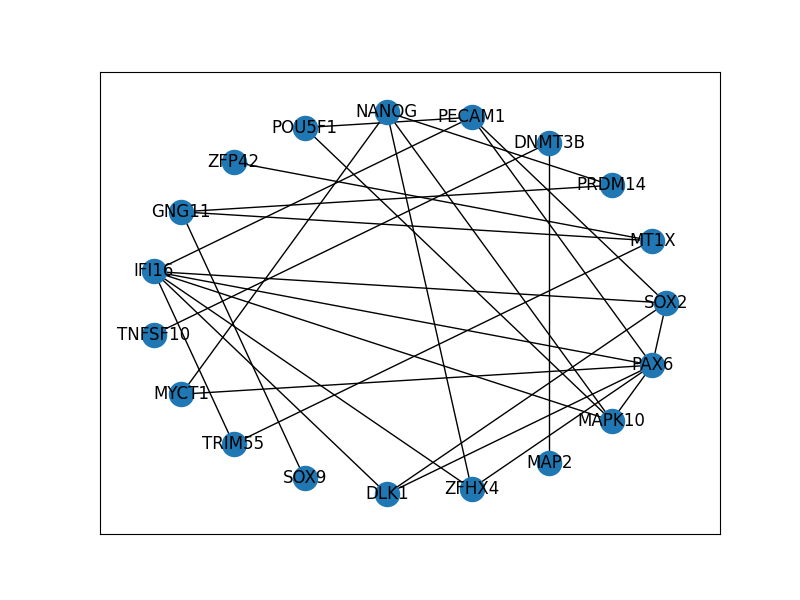 NANOG
PECAM1
POU5F1
DNMT3B
ZFP42
PRDM14
GNG11
MT1X
IFI16
SOX2
TNFSF10
PAX6
MYCT1
MAPK10
TRIM55
MAP2
SOX9
DLK1
ZFHX4